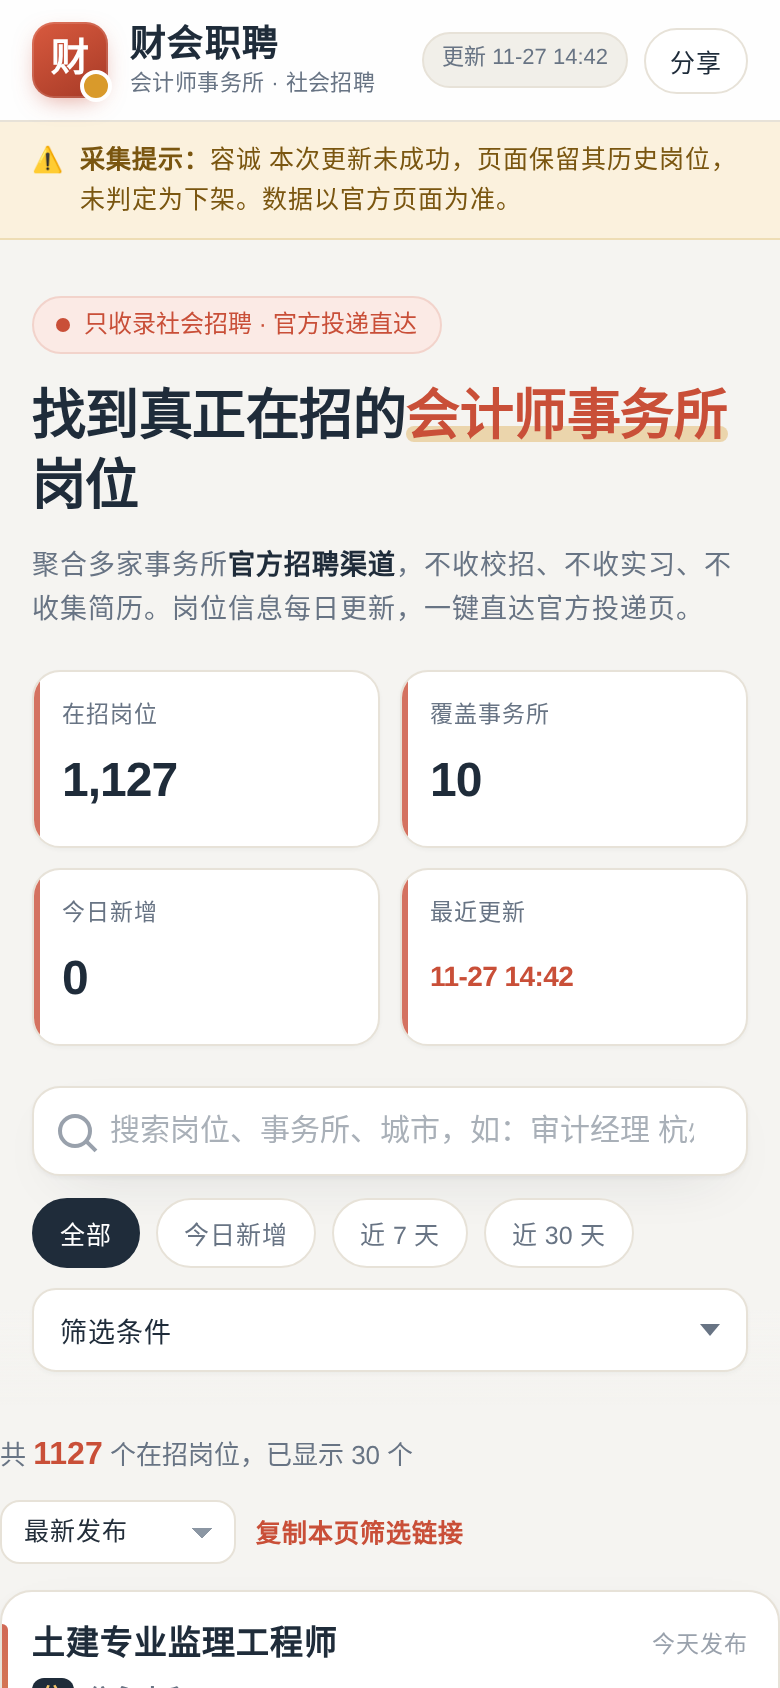 财
财会职聘
会计师事务所 · 社会招聘
更新 11-27 14:42
分享
⚠️ 采集提示：容诚 本次更新未成功，页面保留其历史岗位，
未判定为下架。数据以官方页面为准。
只收录社会招聘 · 官方投递直达
找到真正在招的会计师事务所
岗位
聚合多家事务所官方招聘渠道，不收校招、不收实习、不
收集简历。岗位信息每日更新，一键直达官方投递页。
在招岗位
1,127
覆盖事务所
10
今日新增
0
最近更新
11-27 14:42
搜索岗位、事务所、城市，如：审计经理
全部
今日新增
近 7 天
近 30 天
筛选条件
共 1127 个在招岗位，已显示 30 个
最新发布
复制本页筛选链接
土建专业监理工程师
今天发布